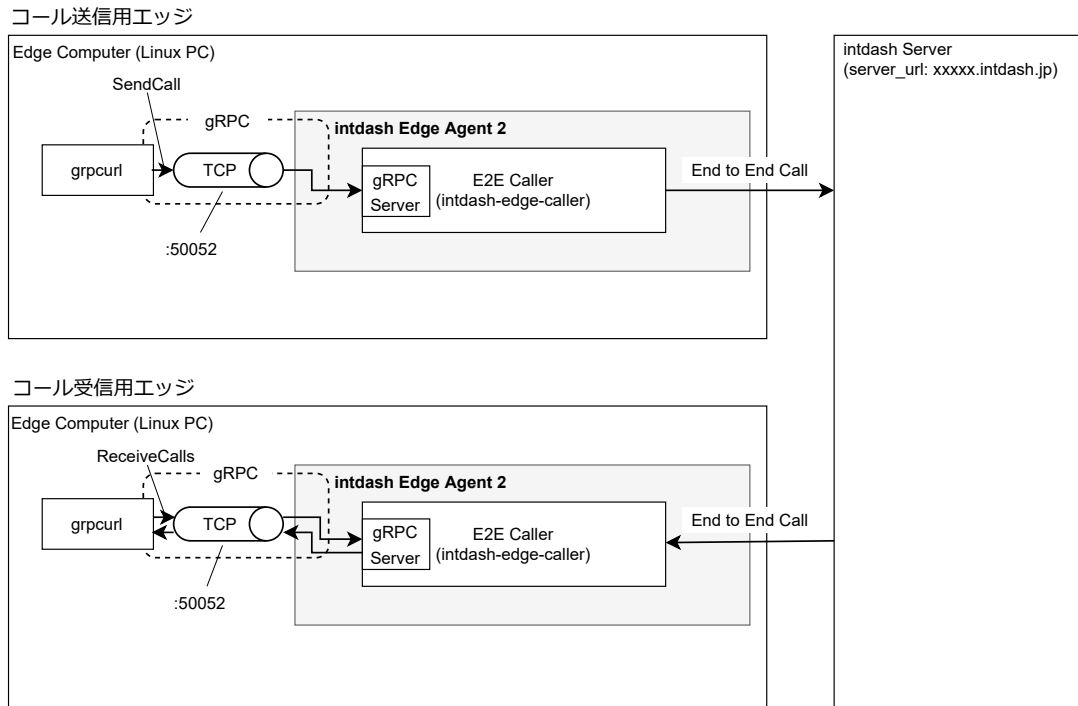 コール送信用エッジ
Edge Computer (Linux PC)
SendCall
gRPC
intdash Edge Agent 2
grpcurl
TCP
gRPC
Server
E2E Caller
(intdash-edge-caller)
End to End Call
:50052
intdash Server
(server_url: xxxxx.intdash.jp)
コール受信用エッジ
Edge Computer (Linux PC)
ReceiveCalls
gRPC
intdash Edge Agent 2
grpcurl
TCP
gRPC
Server
E2E Caller
(intdash-edge-caller)
End to End Call
:50052